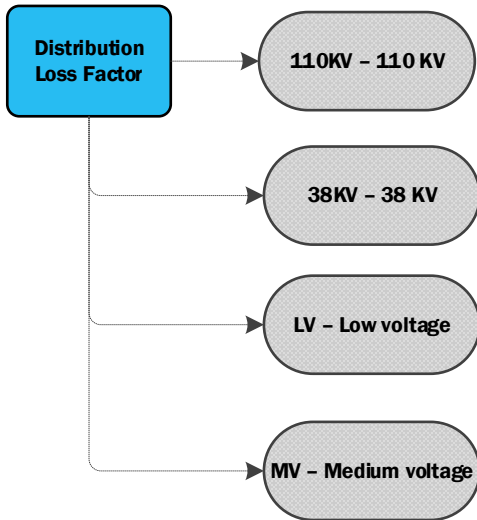 Distribution
Loss Factor
110KV – 110 KV
38KV – 38 KV
LV – Low voltage
MV – Medium voltage